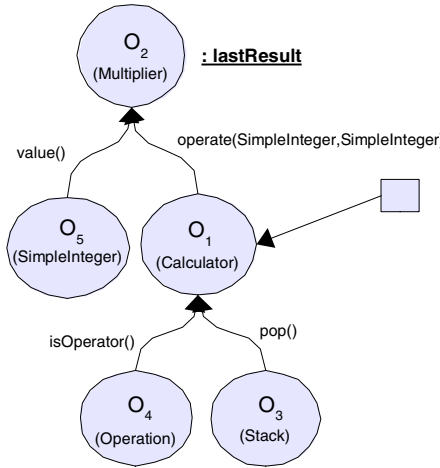 O2
(Multiplier)
: lastResult
operate(SimpleInteger,SimpleInteger)
value()
O5
(SimpleInteger)
O1
(Calculator)
isOperator()
pop()
O4
(Operation)
O3
(Stack)